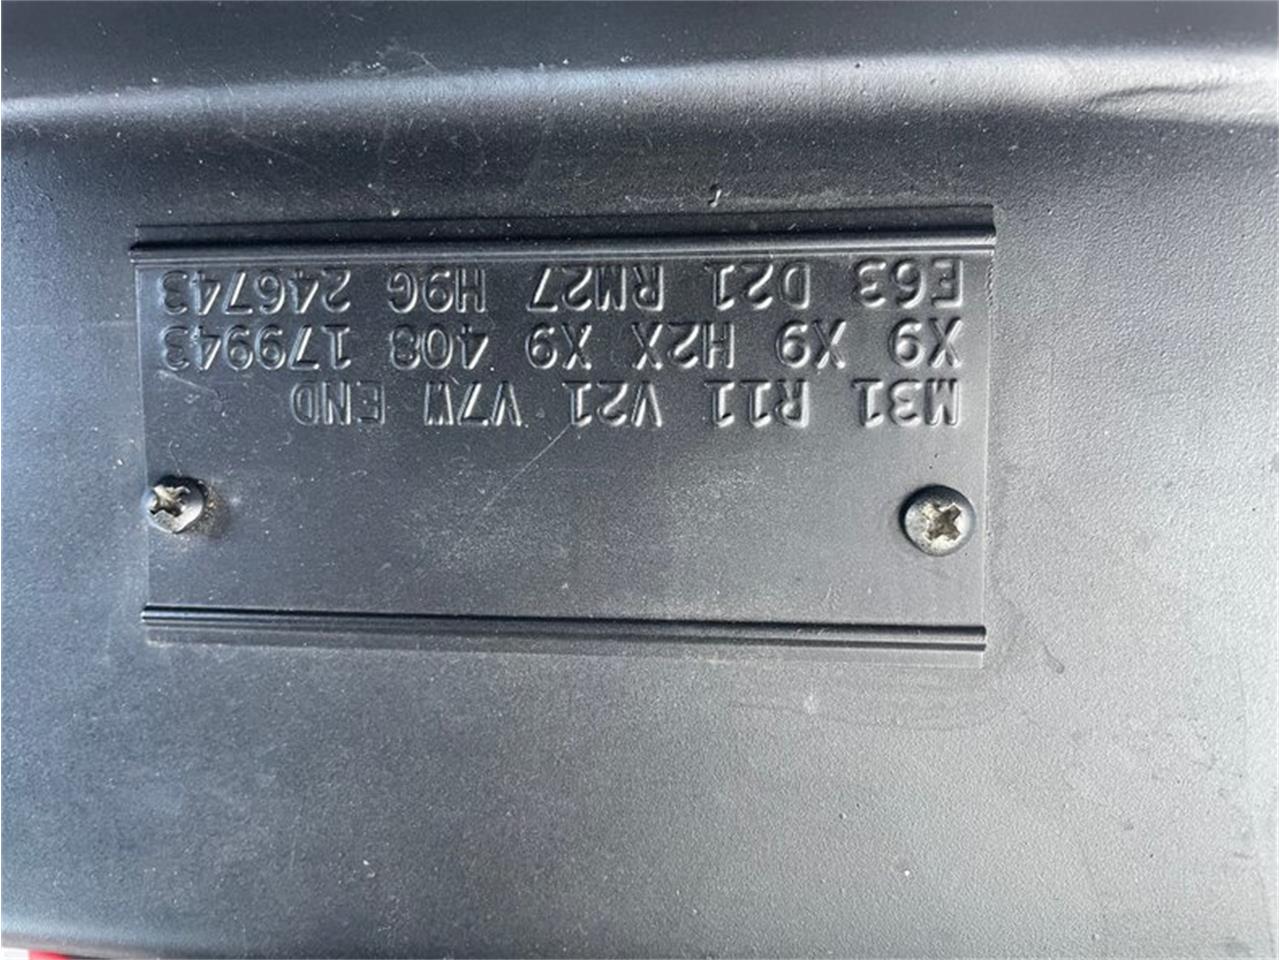 M31 R11 V21 V7W END
X9 X9 H2X X9 408 179943
E63 D21 RM27 H9G 246743